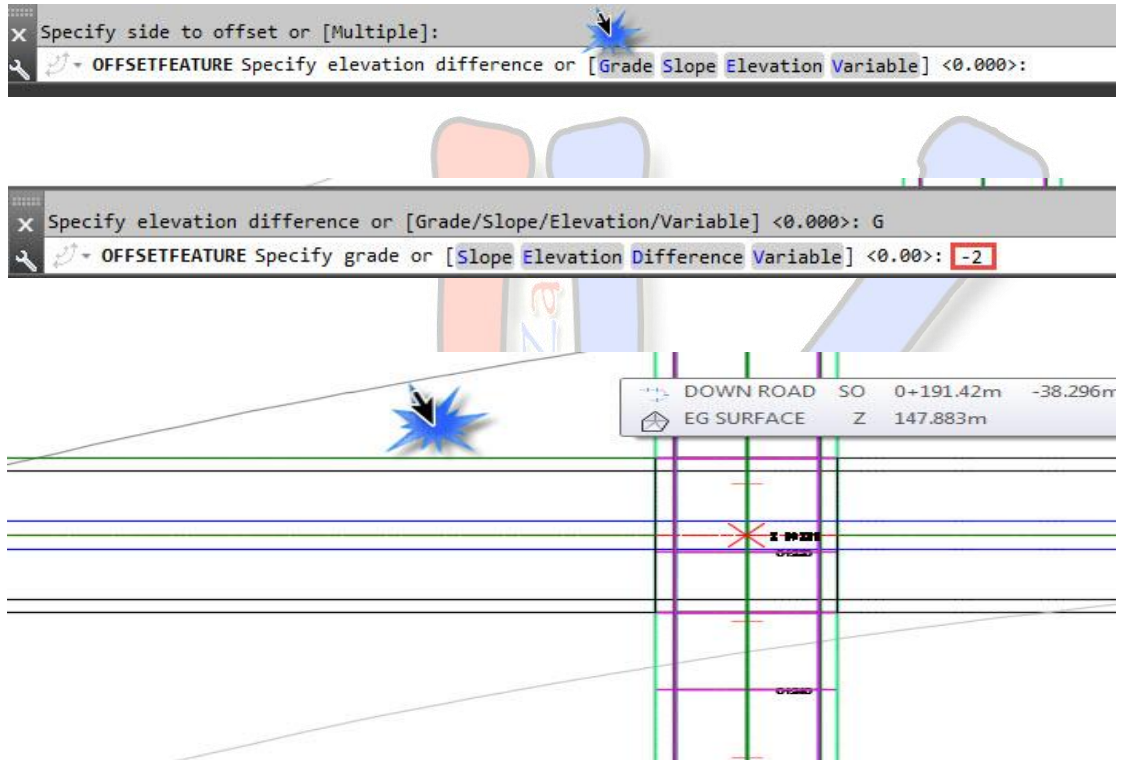 Specify side to offset or [Multiple]:
OFFSETFEATURE Specify elevation difference or [Grade Slope Elevation Variable] <0.000>:
Specify elevation difference or [Grade/Slope/Elevation/Variable] <0.000>: G
OFFSETFEATURE Specify grade or [Slope Elevation Difference Variable] <0.00>: -2
DOWN ROAD SO 0+191.42m -38.296m
EG SURFACE Z 147.883m